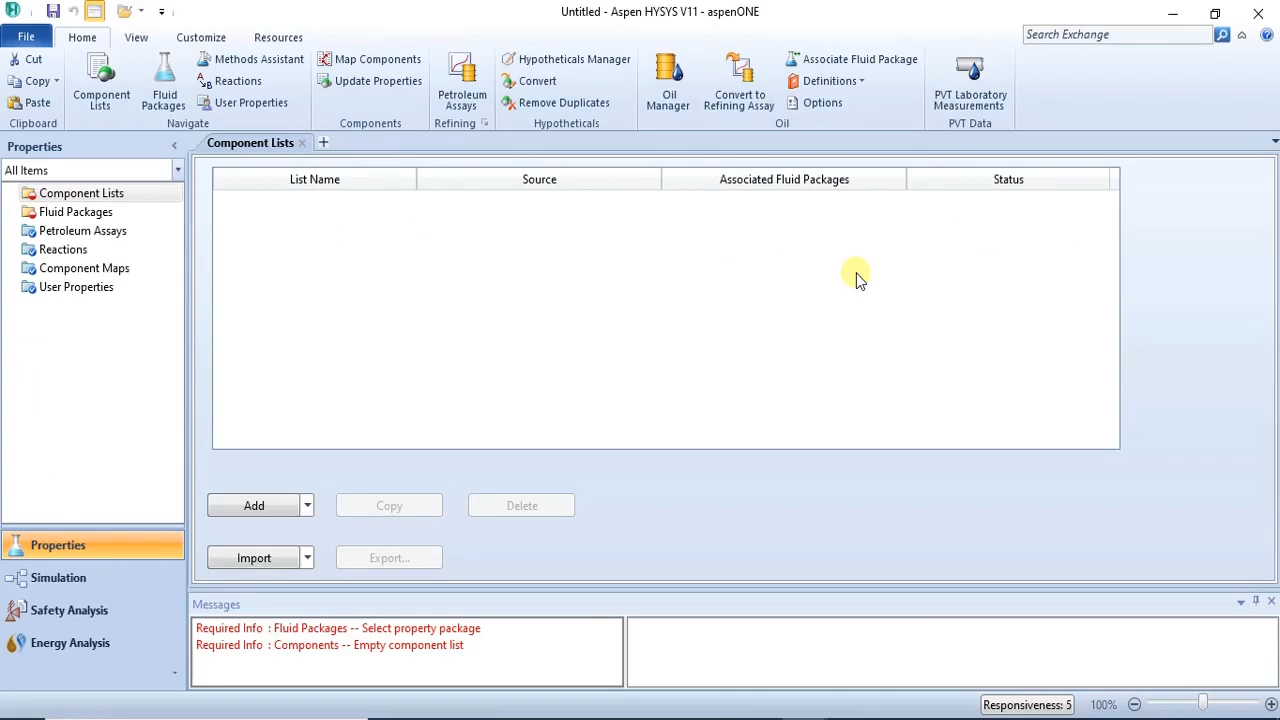 Untitled - Aspen HYSYS V11 - aspenONE
File Home View Customize Resources
Search Exchange
Cut
Copy
Paste
Clipboard
Component Lists
Fluid Packages
Methods Assistant
Reactions
User Properties
Navigate
Map Components
Update Properties
Components
Petroleum Assays
Refining
Hypotheticals Manager
Convert
Remove Duplicates
Hypotheticals
Oil Manager
Convert to Refining Assay
Associate Fluid Package
Definitions
Options
Oil
PVT Laboratory Measurements
PVT Data
Properties
All Items
Component Lists
Fluid Packages
Petroleum Assays
Reactions
Component Maps
User Properties
Properties
Simulation
Safety Analysis
Energy Analysis
Component Lists
List Name Source Associated Fluid Packages Status
Add Copy Delete
Import Export...
Messages
Required Info : Fluid Packages -- Select property package
Required Info : Components -- Empty component list
Responsiveness: 5 100%